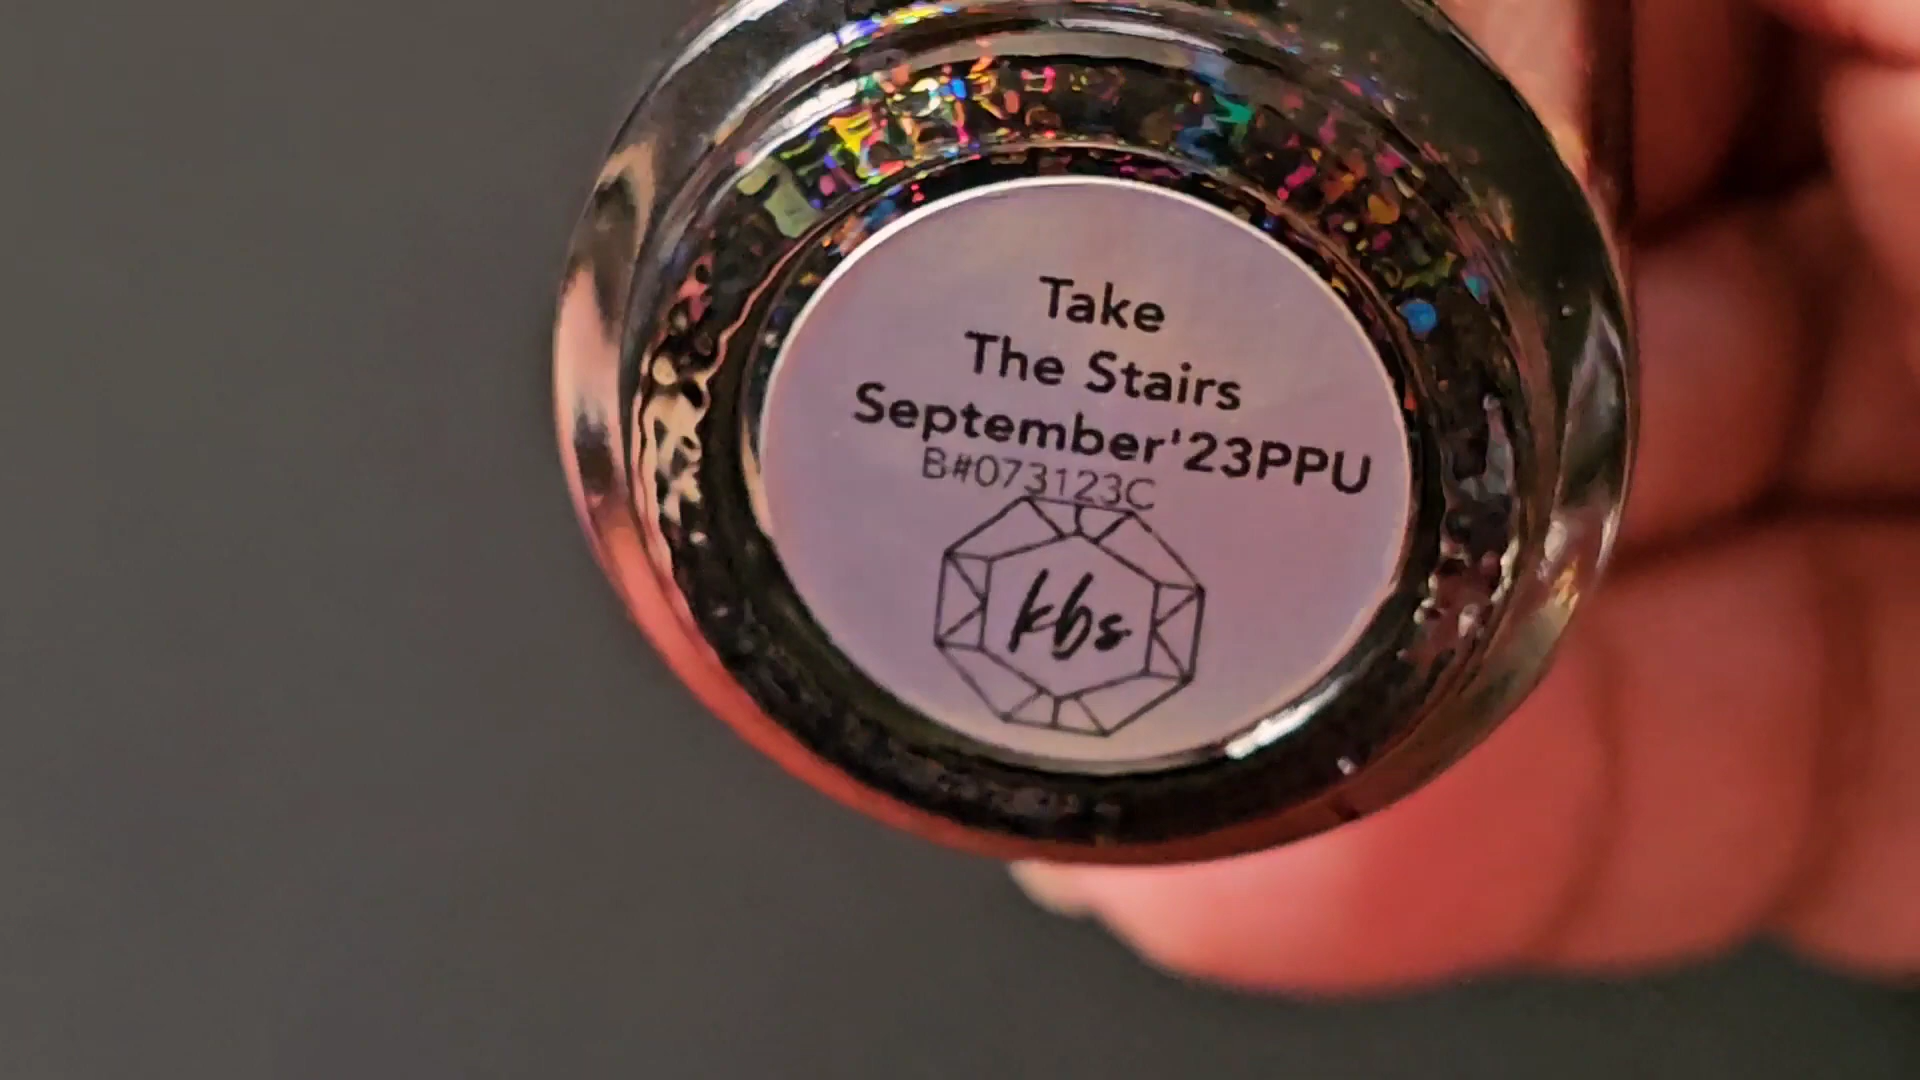 Take
The Stairs
September'23PPU
B#073123C
kbs